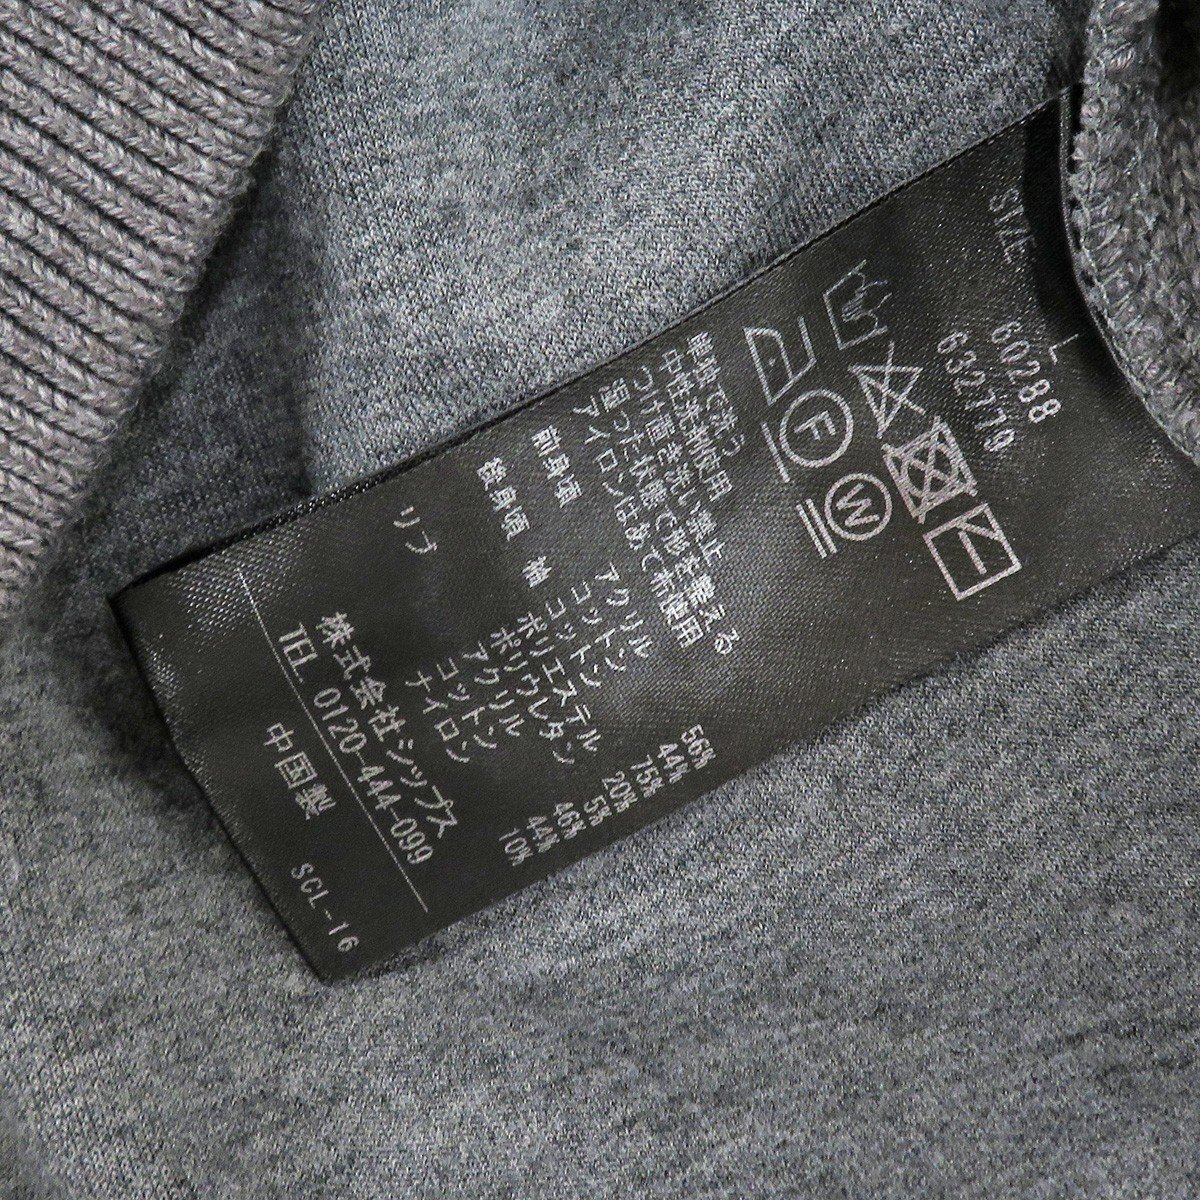 ST/L
L
60288
632779
F
W
単独で洗う
中性洗剤使用
つけ置き洗い禁止
湿った状態で形を整える
アイロンはあて布使用
前身頃 アクリル 56%
コットン 44%
後身頃 袖 コットン 75%
ポリエステル 20%
ポリウレタン 5%
リブ アクリル 46%
コットン 44%
ナイロン 10%
株式会社シップス
TEL 0120-444-099
中国製
SCL-16